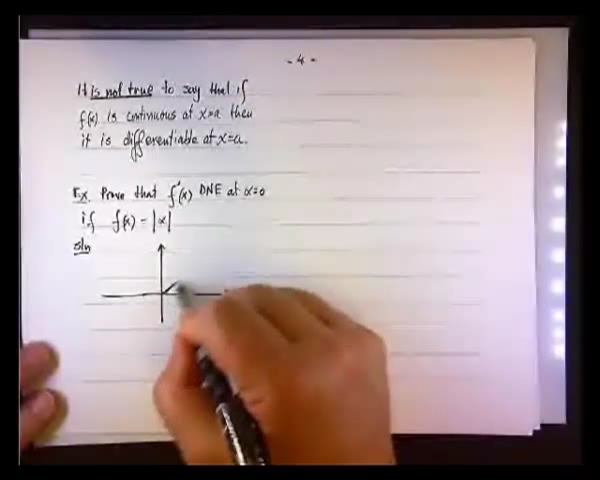 - 4 -
It is not true to say that if
f(x) is continuous at x=a then
it is differentiable at x=a.
Ex. Prove that f'(x) DNE at x=0
if f(x) = |x|
Sln